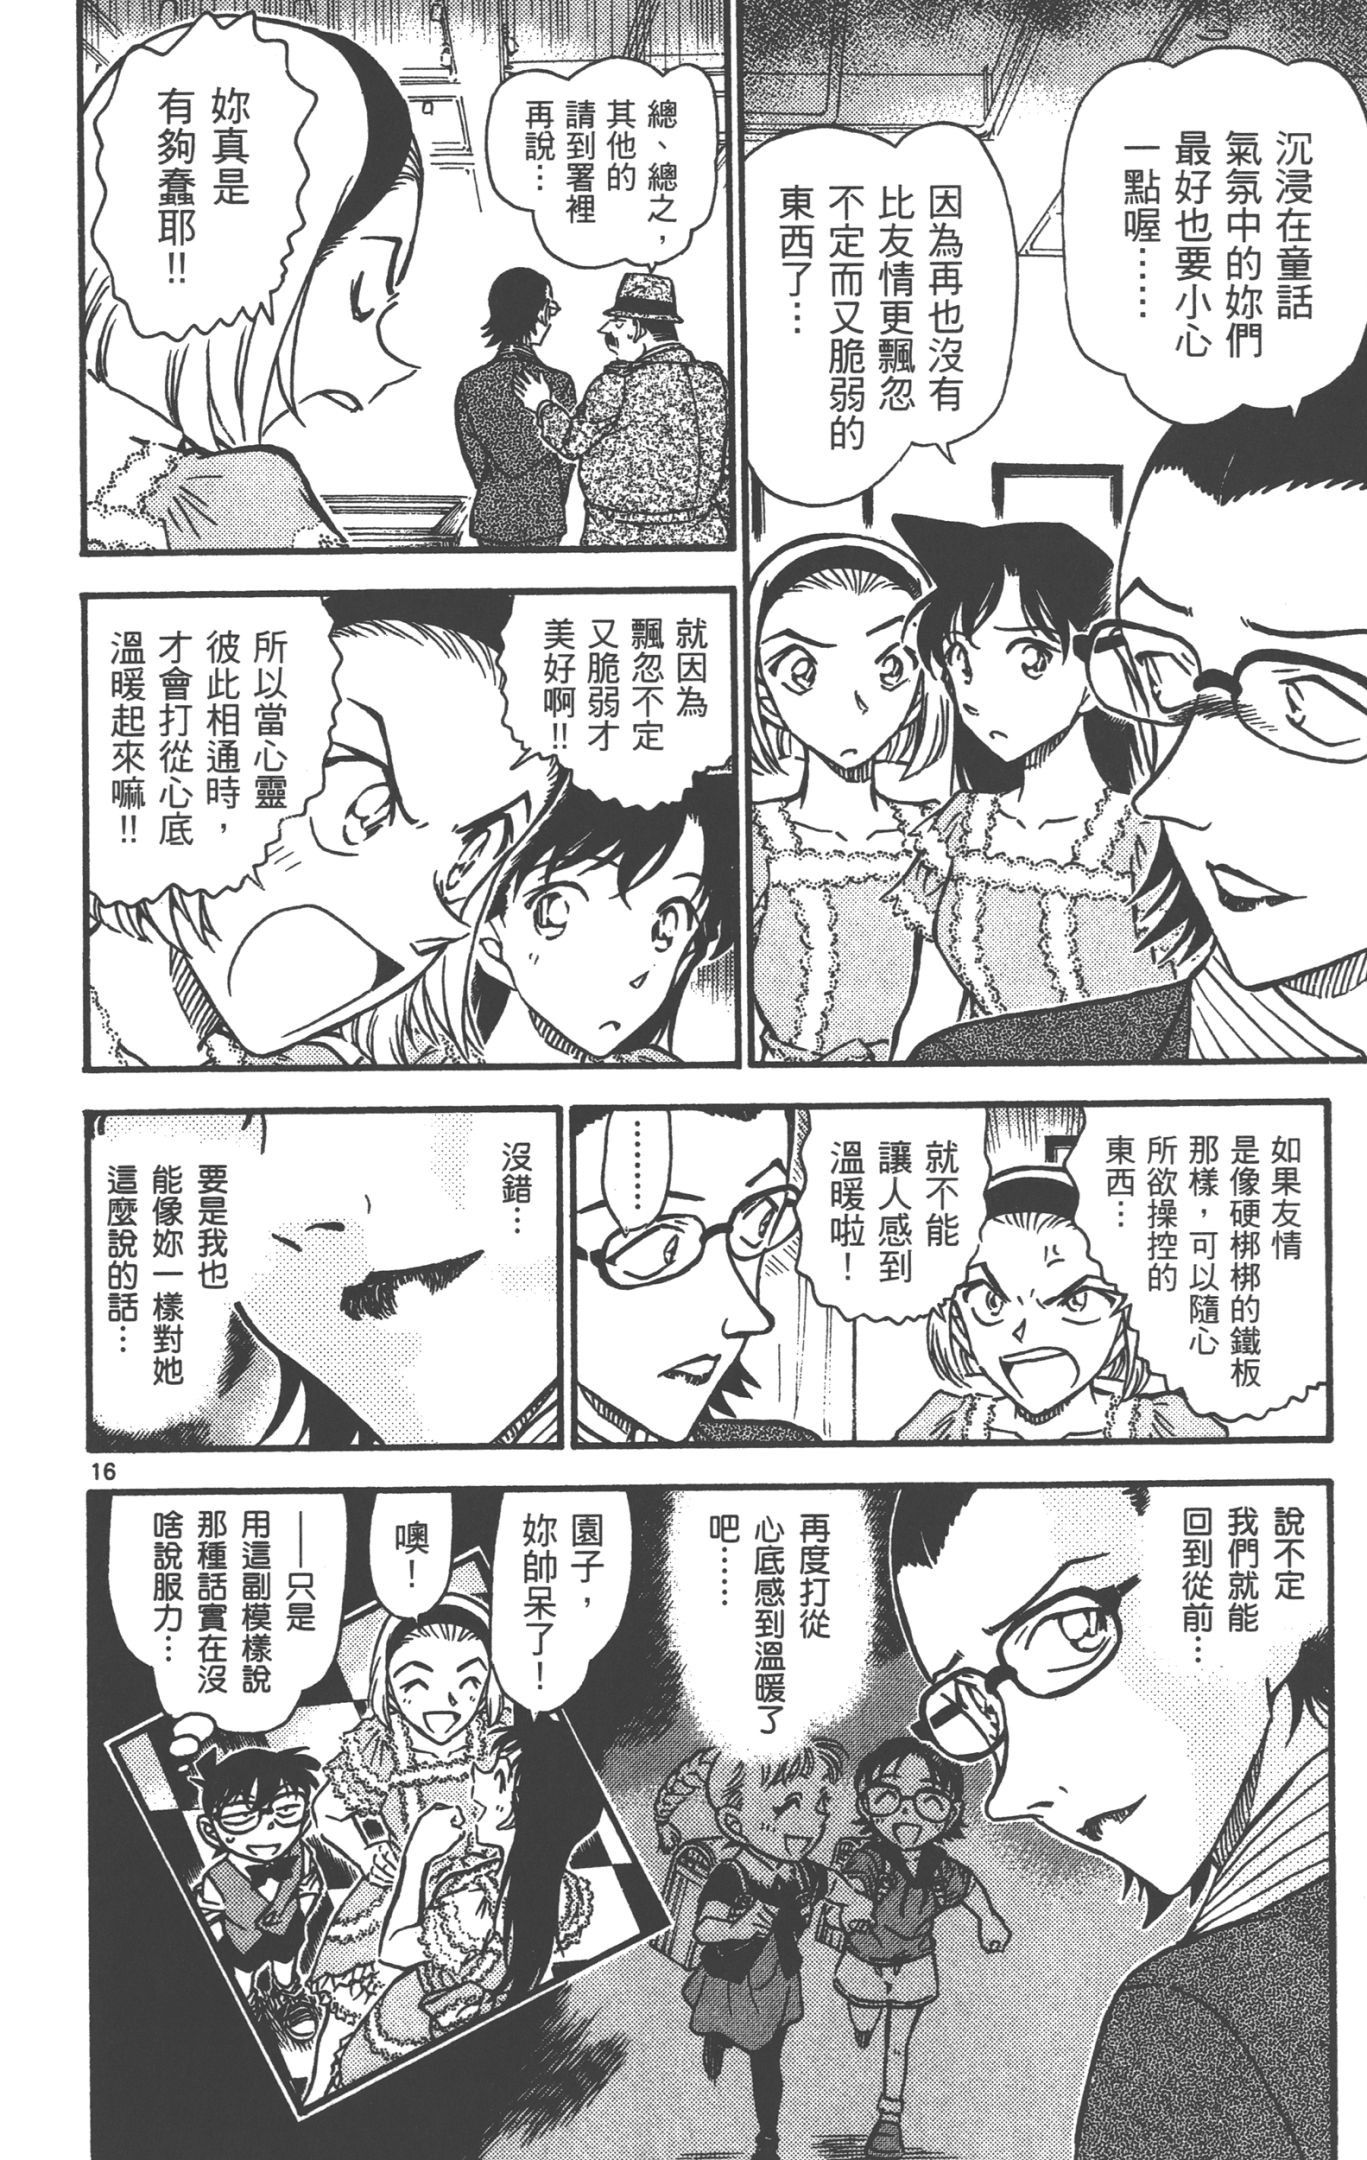 沉浸在童話
氣氛中的妳們
最好也要小心
一點喔……
因為再也沒有
比友情更飄忽
不定而又脆弱的
東西了…
總、總之，
其他的
請到署裡
再說…
妳真是
有夠蠢耶!!
就因為
飄忽不定
又脆弱才
美好啊!!
所以當心靈
彼此相通時，
才會打從心底
溫暖起來嘛!!
如果友情
是像硬梆梆的鐵板
那樣，可以隨心
所欲操控的
東西…
就不能
讓人感到
溫暖啦！
………
沒錯…
要是我也
能像妳一樣對她
這麼說的話…
16
說不定
我們就能
回到從前…
再度打從
心底感到溫暖了
吧……
園子，
妳帥呆了！
噢！
——只是
用這副模樣說
那種話實在沒
啥說服力…